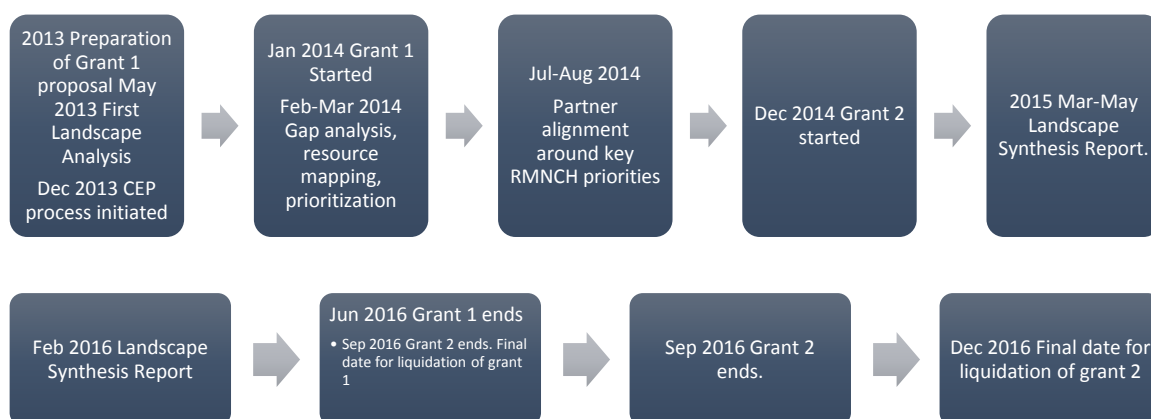 2013 Preparation
of Grant 1
proposal May
2013 First
Landscape
Analysis
Dec 2013 CEP
process initiated
Jan 2014 Grant 1
Started
Feb-Mar 2014
Gap analysis,
resource
mapping,
prioritization
Jul-Aug 2014
Partner
alignment
around key
RMNCH priorities
Dec 2014 Grant 2
started
2015 Mar-May
Landscape
Synthesis Report.
Feb 2016 Landscape
Synthesis Report
Jun 2016 Grant 1 ends
• Sep 2016 Grant 2 ends. Final
date for liquidation of grant
1
Sep 2016 Grant 2
ends.
Dec 2016 Final date for
liquidation of grant 2